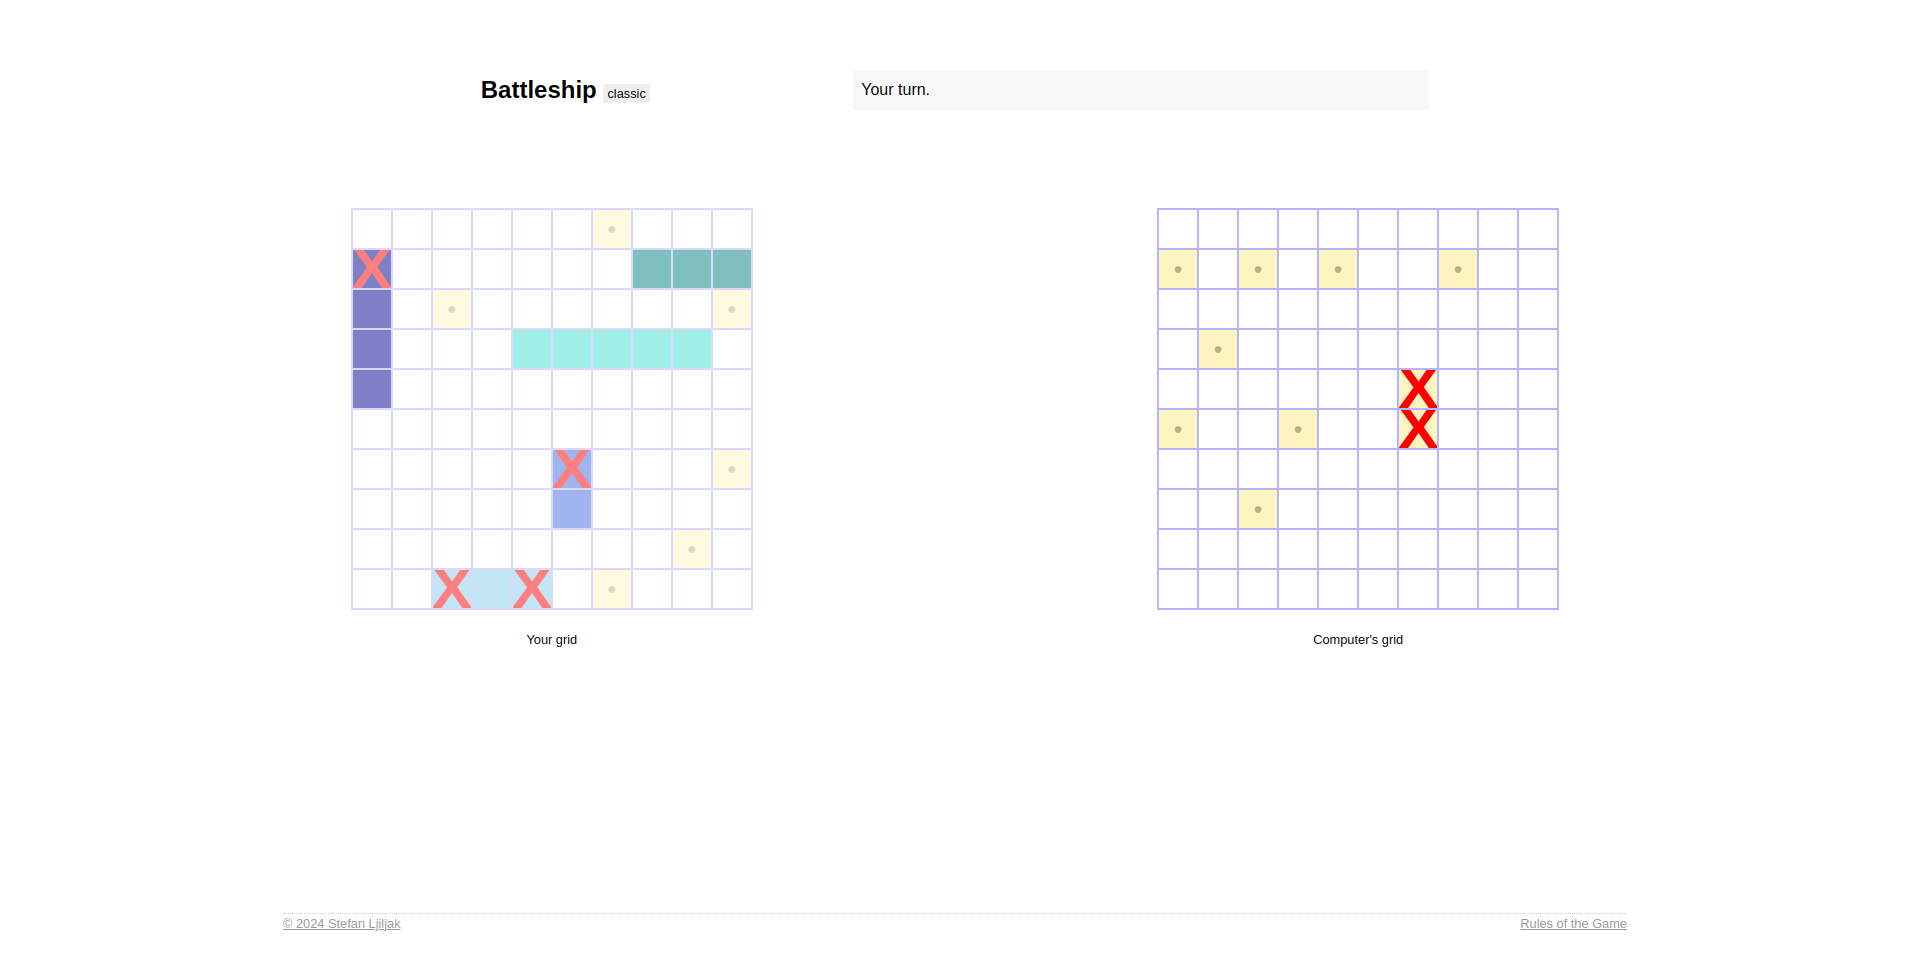 Battleship classic
Your turn.
X
X
X
X
X
X
Your grid
Computer's grid
© 2024 Stefan Ljiljak
Rules of the Game